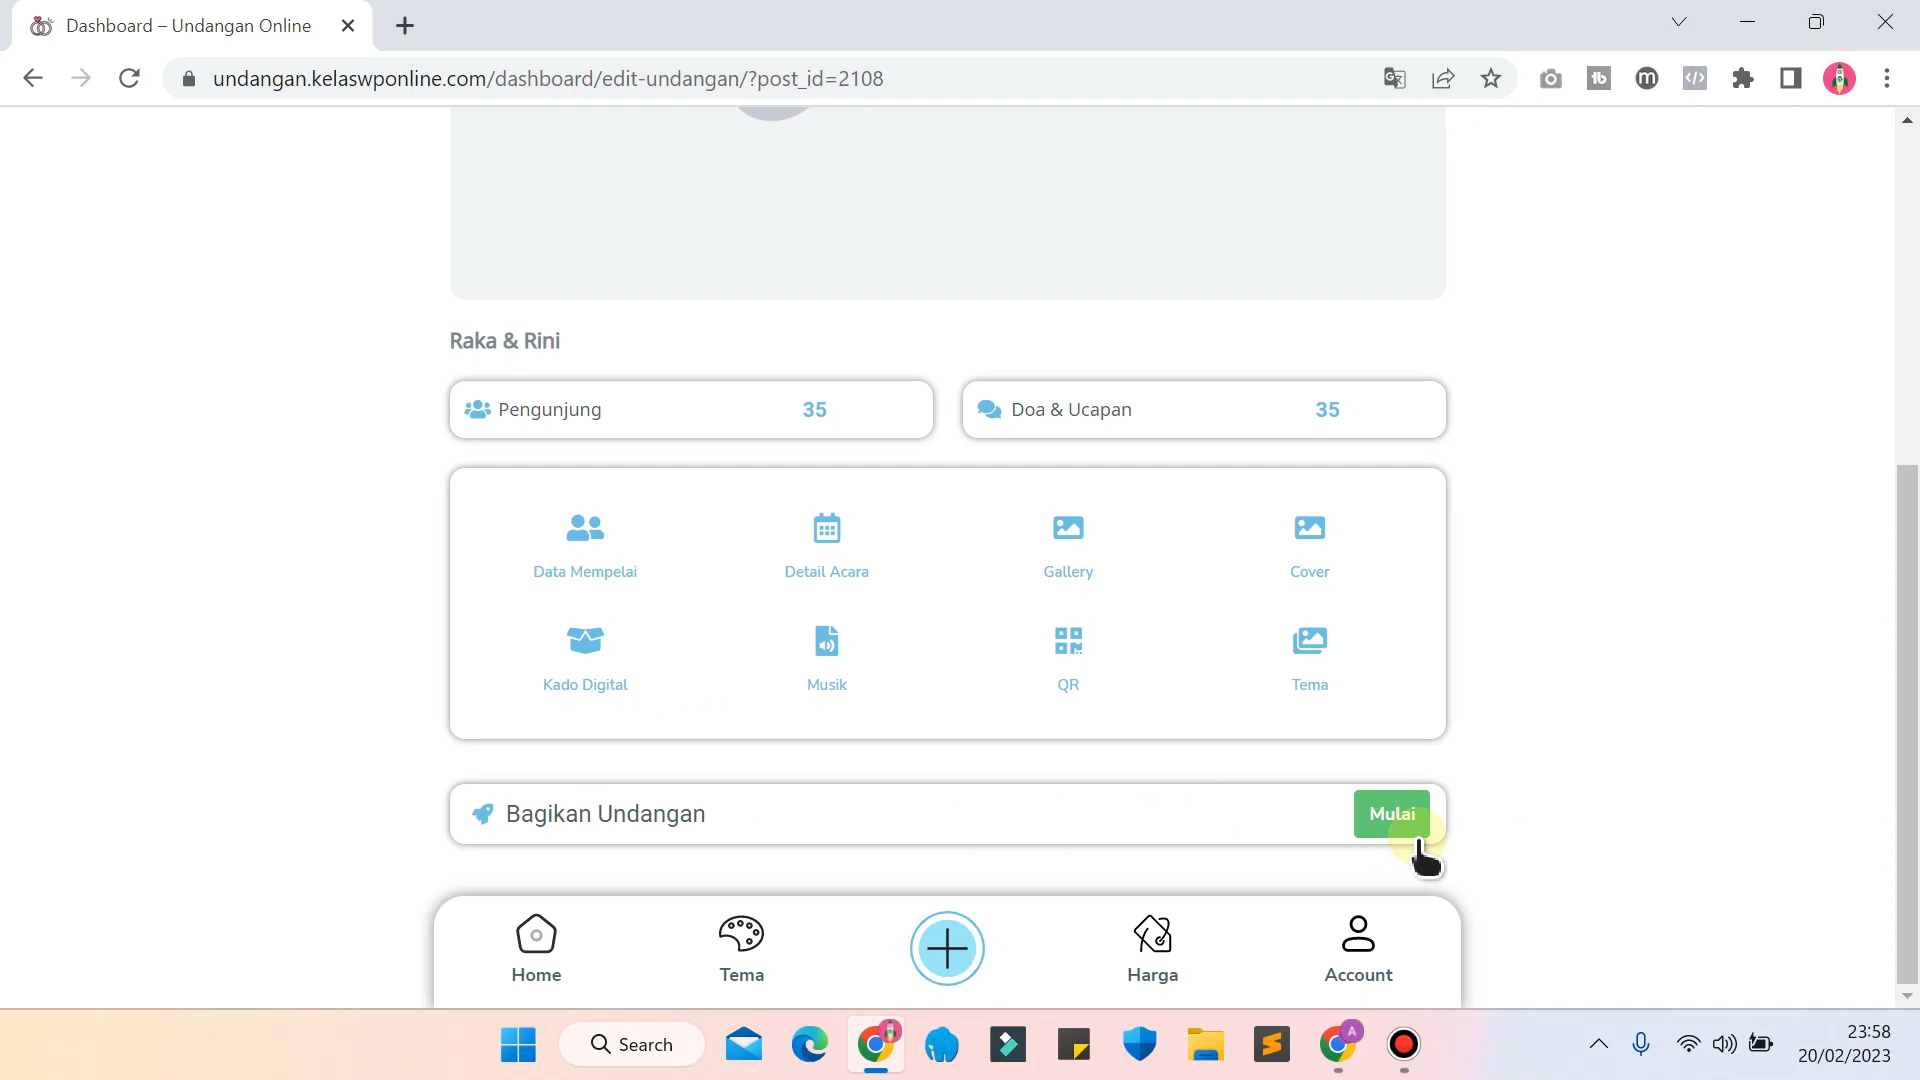 Dashboard – Undangan Online
undangan.kelaswponline.com/dashboard/edit-undangan/?post_id=2108
Raka & Rini
Pengunjung 35
Doa & Ucapan 35
Data Mempelai
Detail Acara
Gallery
Cover
Kado Digital
Musik
QR
Tema
Bagikan Undangan
Mulai
Home
Tema
Harga
Account
Search
A
23:58
20/02/2023